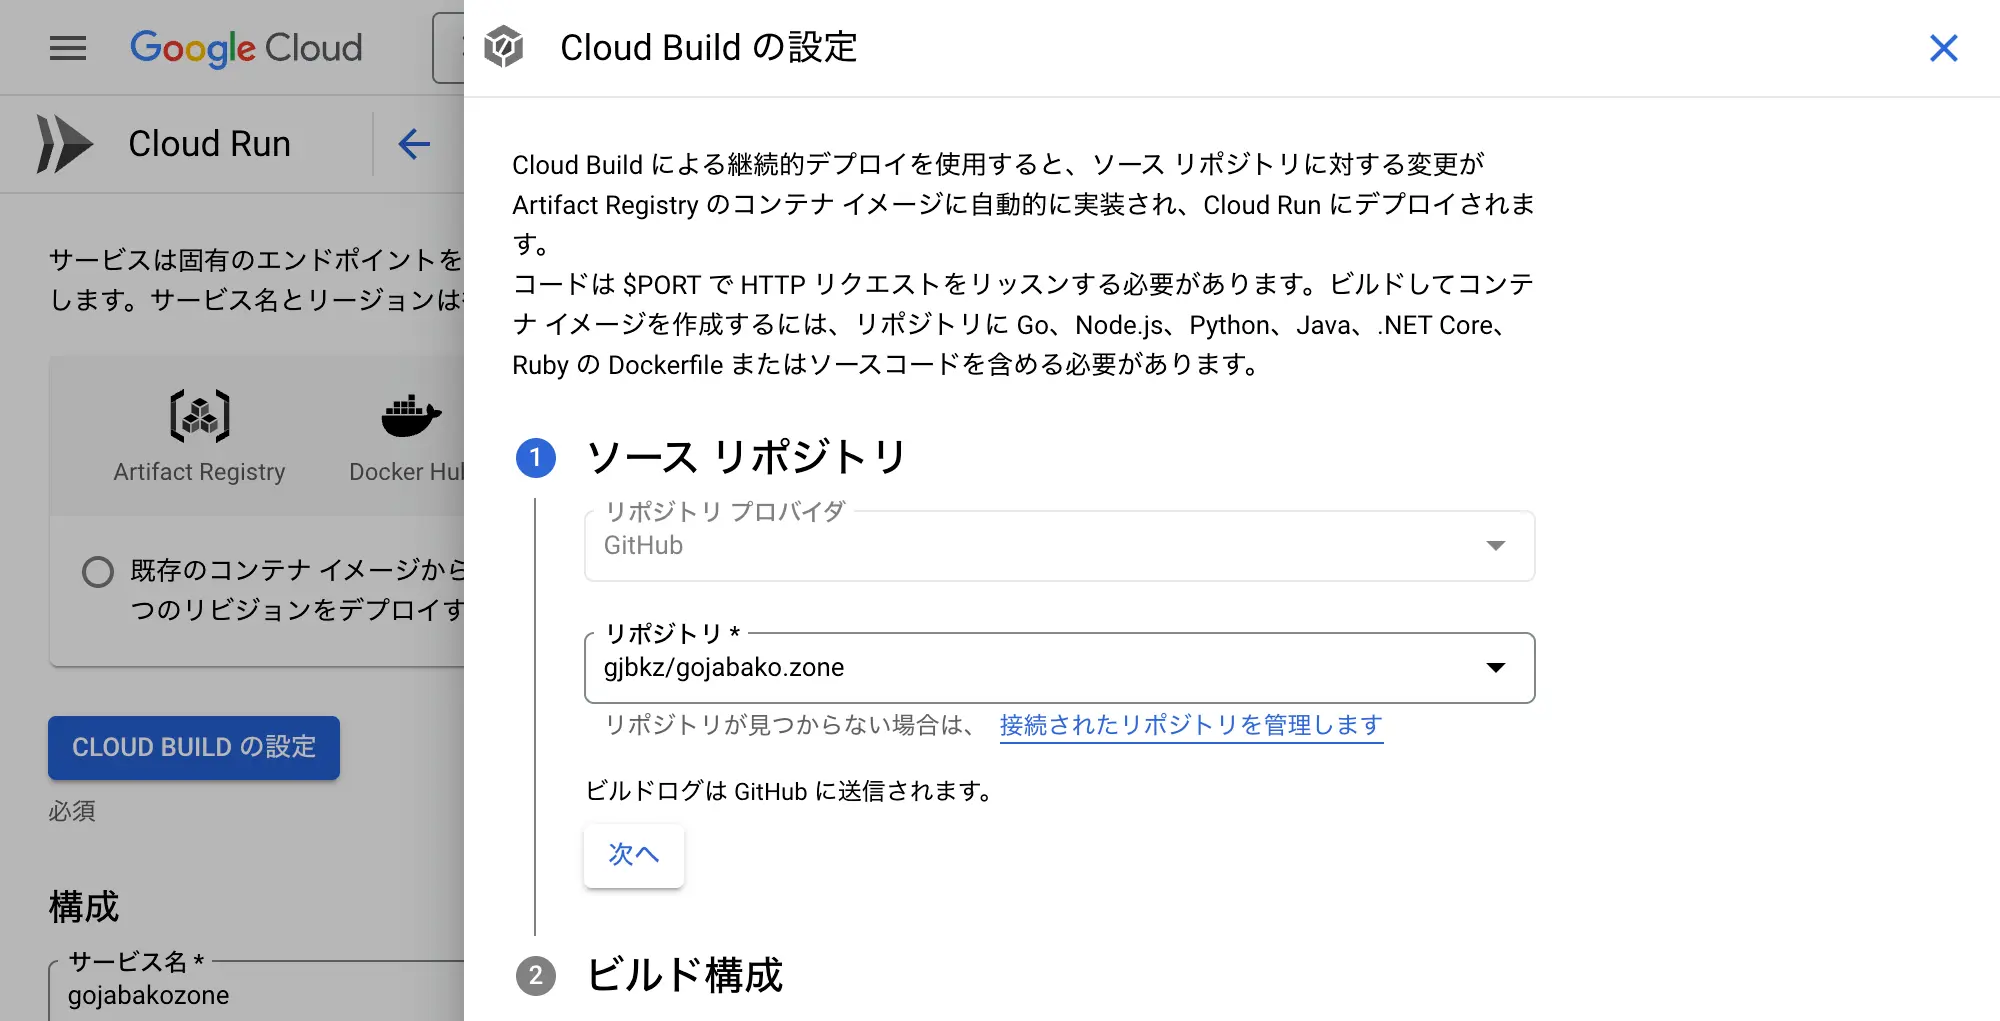 Google Cloud
Cloud Run
サービスは固有のエンドポイントを
します。サービス名とリージョンは
Artifact Registry
Docker Hub
既存のコンテナ イメージから
つのリビジョンをデプロイす
CLOUD BUILD の設定
必須
構成
サービス名 *
gojabakozone
Cloud Build の設定
Cloud Build による継続的デプロイを使用すると、ソース リポジトリに対する変更が
Artifact Registry のコンテナ イメージに自動的に実装され、Cloud Run にデプロイされま
す。
コードは $PORT で HTTP リクエストをリッスンする必要があります。ビルドしてコンテ
ナ イメージを作成するには、リポジトリに Go、Node.js、Python、Java、.NET Core、
Ruby の Dockerfile またはソースコードを含める必要があります。
1 ソース リポジトリ
リポジトリ プロバイダ
GitHub
リポジトリ *
gjbkz/gojabako.zone
リポジトリが見つからない場合は、 接続されたリポジトリを管理します
ビルドログは GitHub に送信されます。
次へ
2 ビルド構成